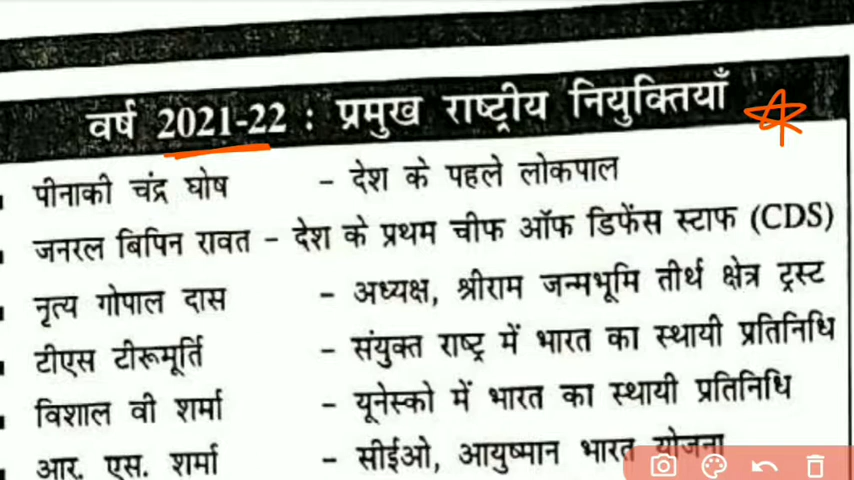 वर्ष 2021-22 : प्रमुख राष्ट्रीय नियुक्तियाँ
पीनाकी चंद्र घोष - देश के पहले लोकपाल
जनरल बिपिन रावत - देश के प्रथम चीफ ऑफ डिफेंस स्टाफ (CDS)
नृत्य गोपाल दास - अध्यक्ष, श्रीराम जन्मभूमि तीर्थ क्षेत्र ट्रस्ट
टीएस टीरूमूर्ति - संयुक्त राष्ट्र में भारत का स्थायी प्रतिनिधि
विशाल वी शर्मा - यूनेस्को में भारत का स्थायी प्रतिनिधि
आर. एस. शर्मा - सीईओ, आयुष्मान भारत योजना